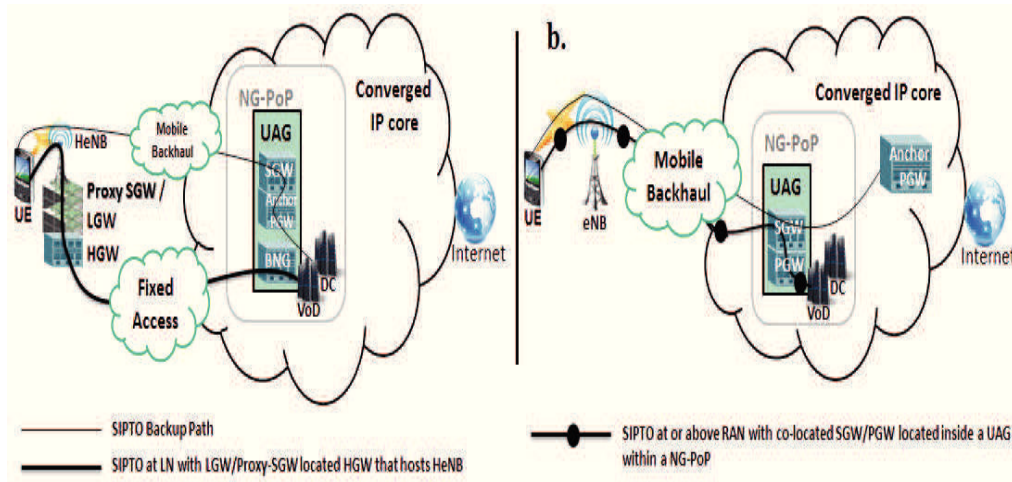 Converged
IP core
NG-PoP
UAG
HeNB
Mobile
Backhaul
SGW
Anchor
PGW
UE
Proxy SGW /
LGW
HGW
BNG
DC
VoD
Fixed
Access
Internet
SIPTO Backup Path
SIPTO at LN with LGW/Proxy-SGW located HGW that hosts HeNB
b.
Converged IP core
NG-PoP
UAG
Anchor
PGW
Mobile
Backhaul
UE
eNB
SGW
PGW
DC
VoD
Internet
SIPTO at or above RAN with co-located SGW/PGW located inside a UAG
within a NG-PoP